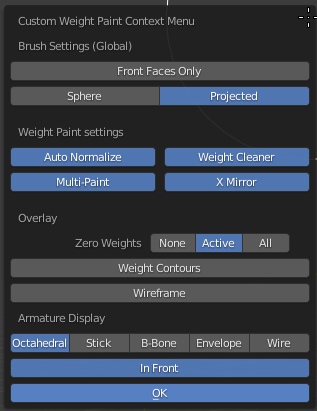 Custom Weight Paint Context Menu
Brush Settings (Global)
Front Faces Only
Sphere Projected
Weight Paint settings
Auto Normalize Weight Cleaner
Multi-Paint X Mirror
Overlay
Zero Weights None Active All
Weight Contours
Wireframe
Armature Display
Octahedral Stick B-Bone Envelope Wire
In Front
OK